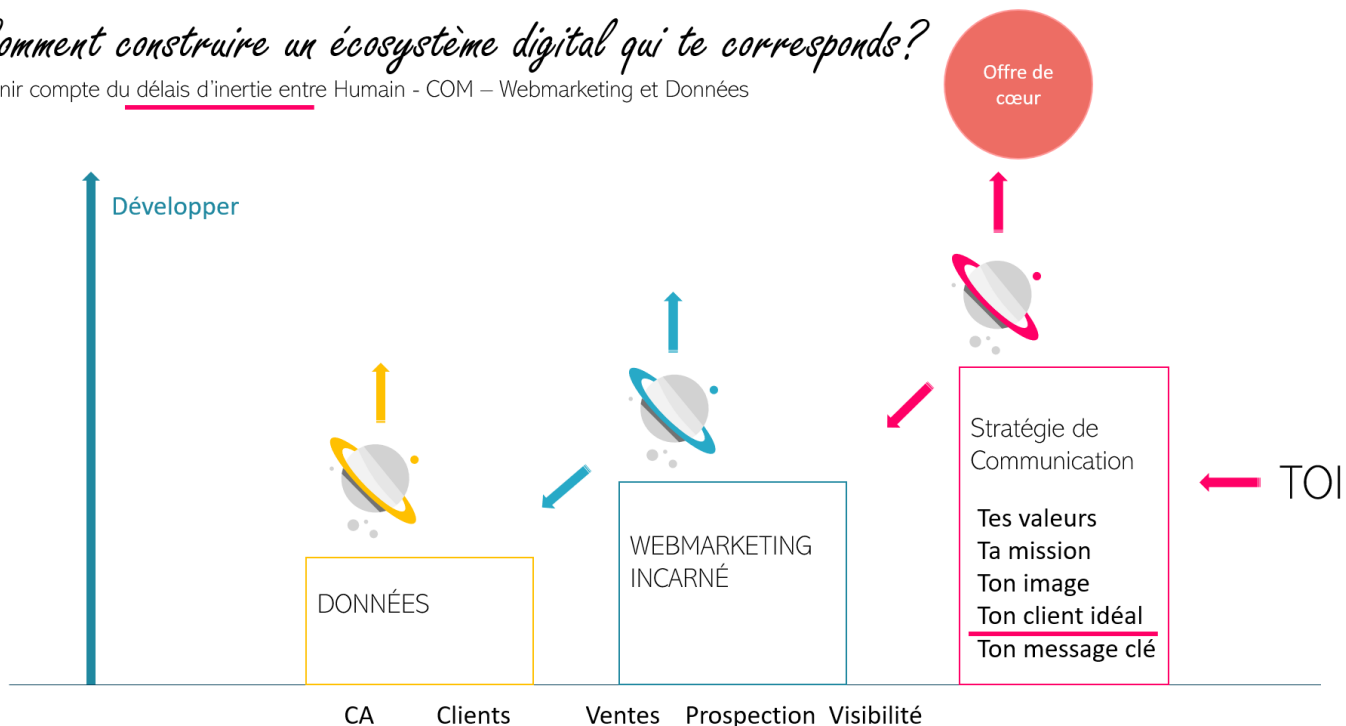 omment construire un écosystème digital qui te corresponds?
nir compte du délais d'inertie entre Humain - COM – Webmarketing et Données
Offre de
cœur
Développer
Stratégie de
Communication
TOI
Tes valeurs
Ta mission
Ton image
Ton client idéal
Ton message clé
WEBMARKETING
INCARNÉ
DONNÉES
CA Clients Ventes Prospection Visibilité